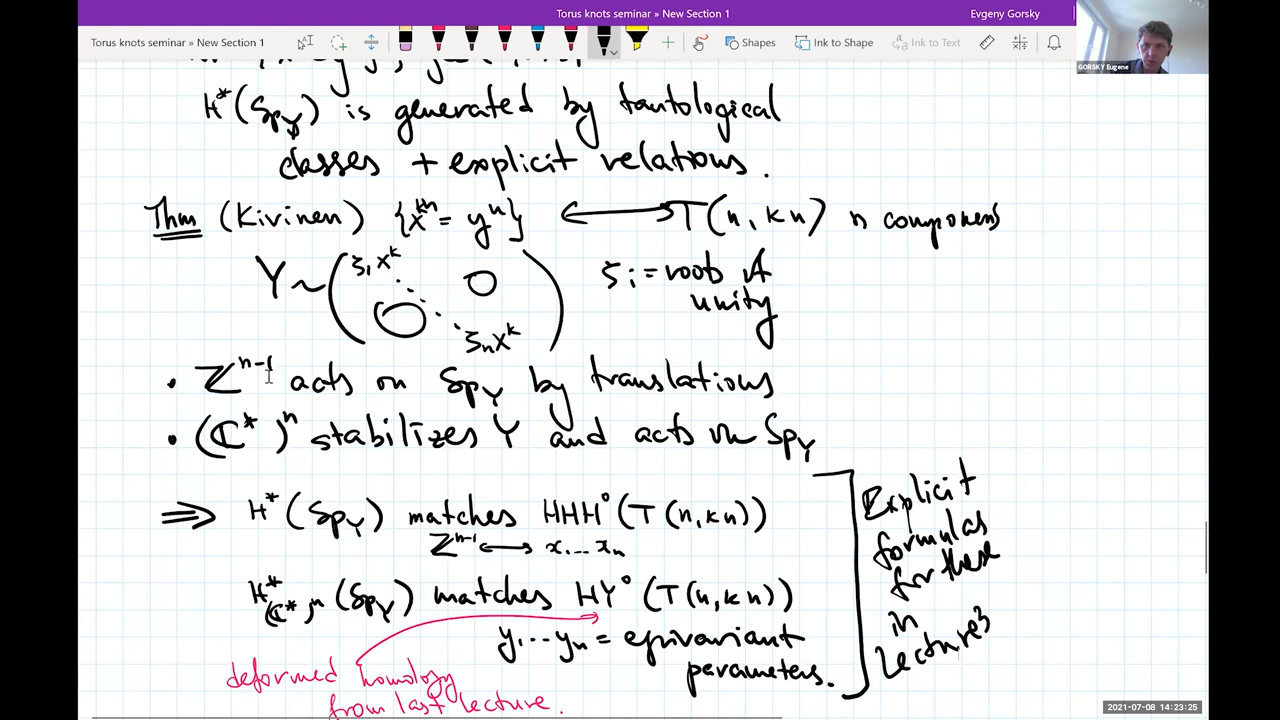 Torus knots seminar » New Section 1
Evgeny Gorsky
Torus knots seminar » New Section 1
Shapes
Ink to Shape
Ink to Text
GORSKY Eugene
H*(Sp_Y) is generated by tautological
classes + explicit relations.
Thm (Kivinen) {x^{kn} = y^n} ⟷ T(n, kn) n components
Y ~ ( ζ_1 x^k ⋱ ζ_n x^k ) 0 0 ζ_i = root of
unity
• ℤ^{n-1} acts on Sp_Y by translations
• (ℂ*)^n stabilizes Y and acts on Sp_Y
⇒ H*(Sp_Y) matches HHH^0(T(n, kn))
ℤ^{n-1} ⟷ x_1 ... x_n
H*_{(ℂ*)^n}(Sp_Y) matches HY^0(T(n, kn))
y_1 ... y_n = equivariant
parameters.
Explicit
formulas
for these
in
Lecture 3
deformed homology
from last lecture.
2021-07-08 14:23:25